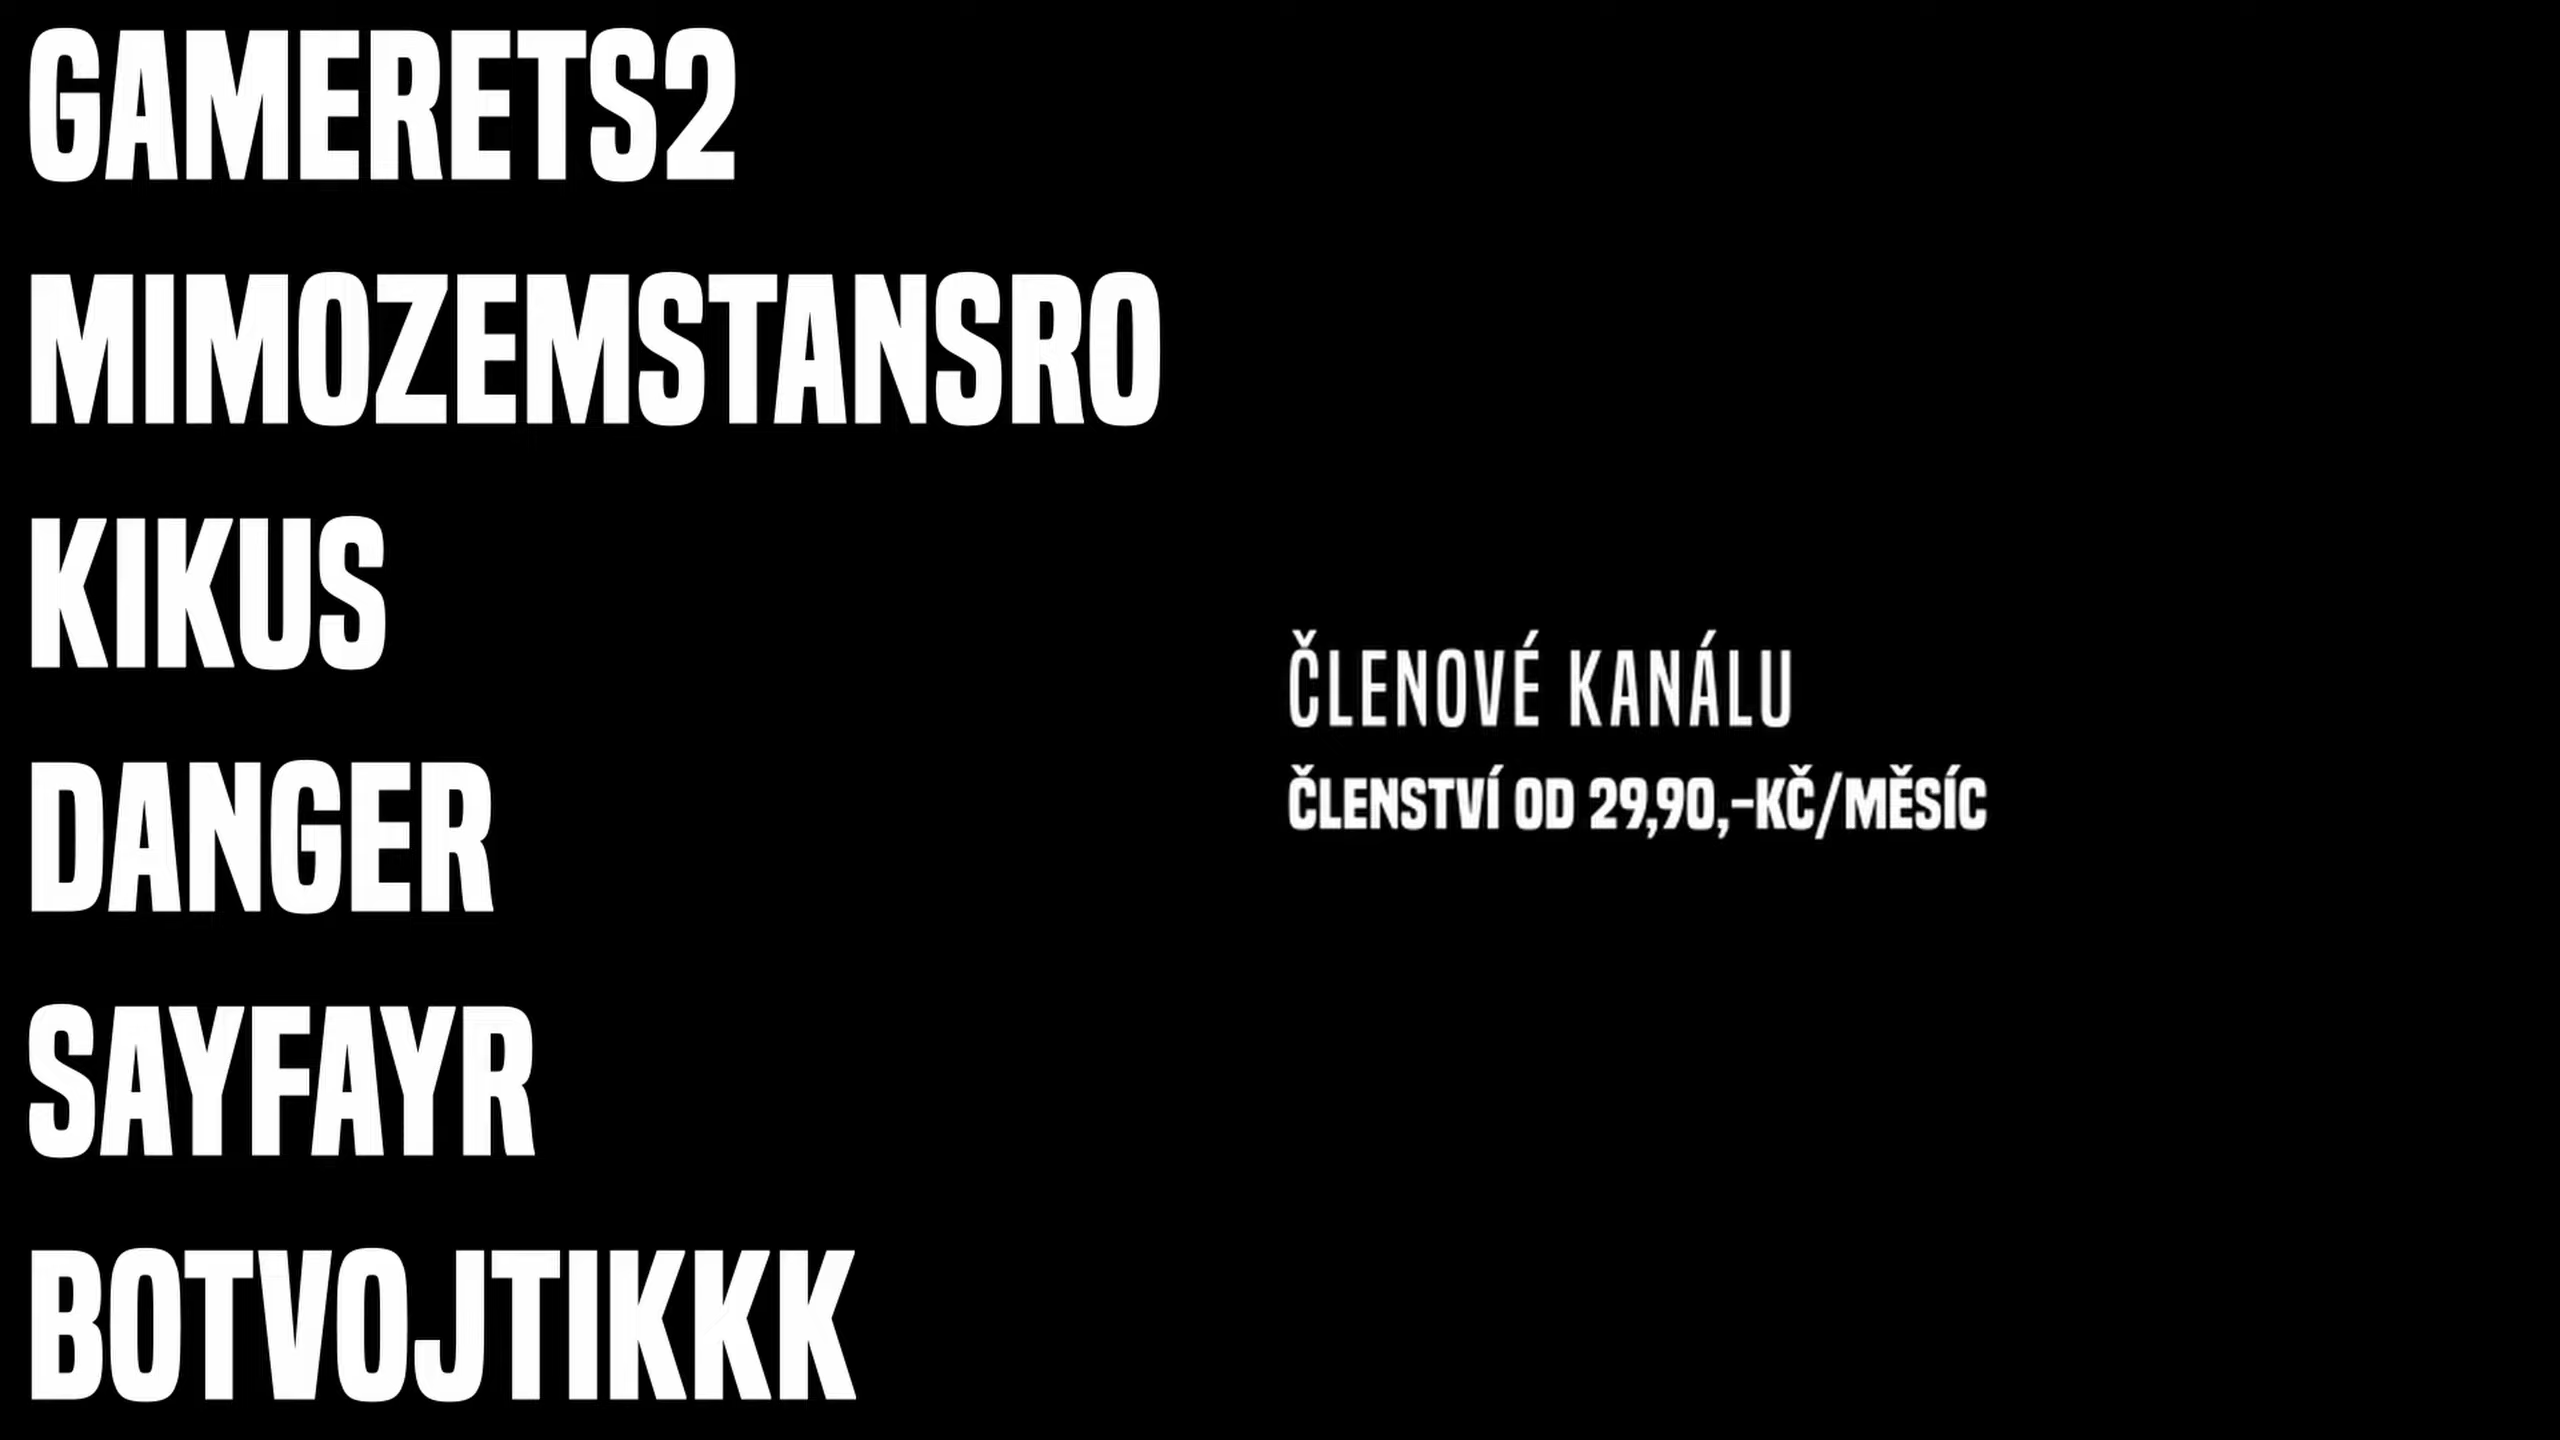 GAMERETS2
MIMOZEMSTANSRO
KIKUS
DANGER
SAYFAYR
BOTVOJTIKKK
ČLENOVÉ KANÁLU
ČLENSTVÍ OD 29,90,-KČ/MĚSÍC